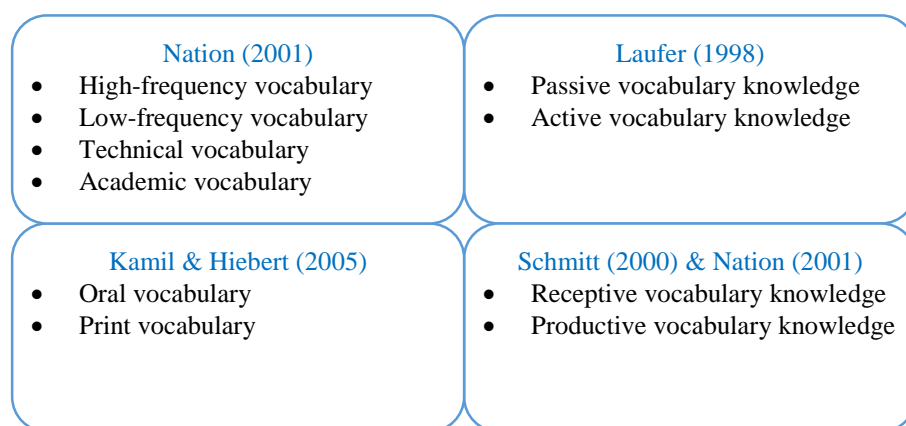 Nation (2001)
• High-frequency vocabulary
• Low-frequency vocabulary
• Technical vocabulary
• Academic vocabulary
Laufer (1998)
• Passive vocabulary knowledge
• Active vocabulary knowledge
Kamil & Hiebert (2005)
• Oral vocabulary
• Print vocabulary
Schmitt (2000) & Nation (2001)
• Receptive vocabulary knowledge
• Productive vocabulary knowledge